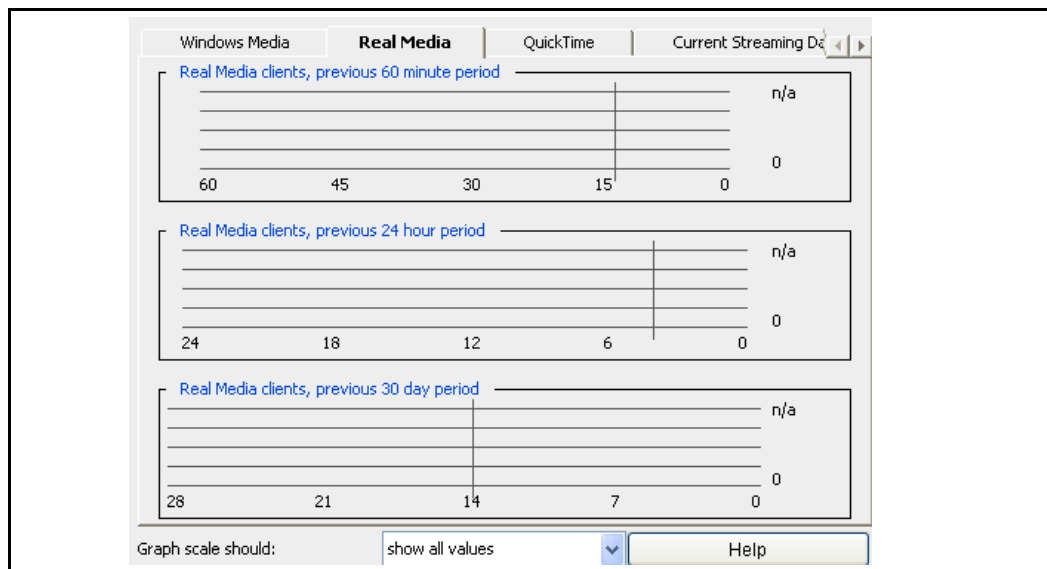 Windows Media Real Media QuickTime Current Streaming Da
Real Media clients, previous 60 minute period
n/a
0
60 45 30 15 0
Real Media clients, previous 24 hour period
n/a
0
24 18 12 6 0
Real Media clients, previous 30 day period
n/a
0
28 21 14 7 0
Graph scale should: show all values Help